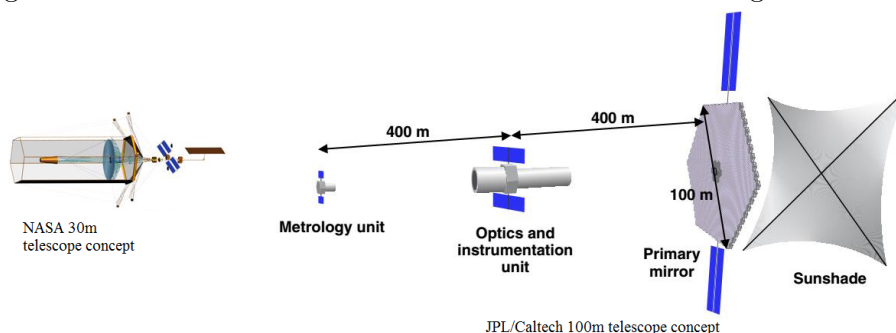 400 m
400 m
100 m
NASA 30m
telescope concept
Metrology unit
Optics and
instrumentation
unit
Primary
mirror
Sunshade
JPL/Caltech 100m telescope concept